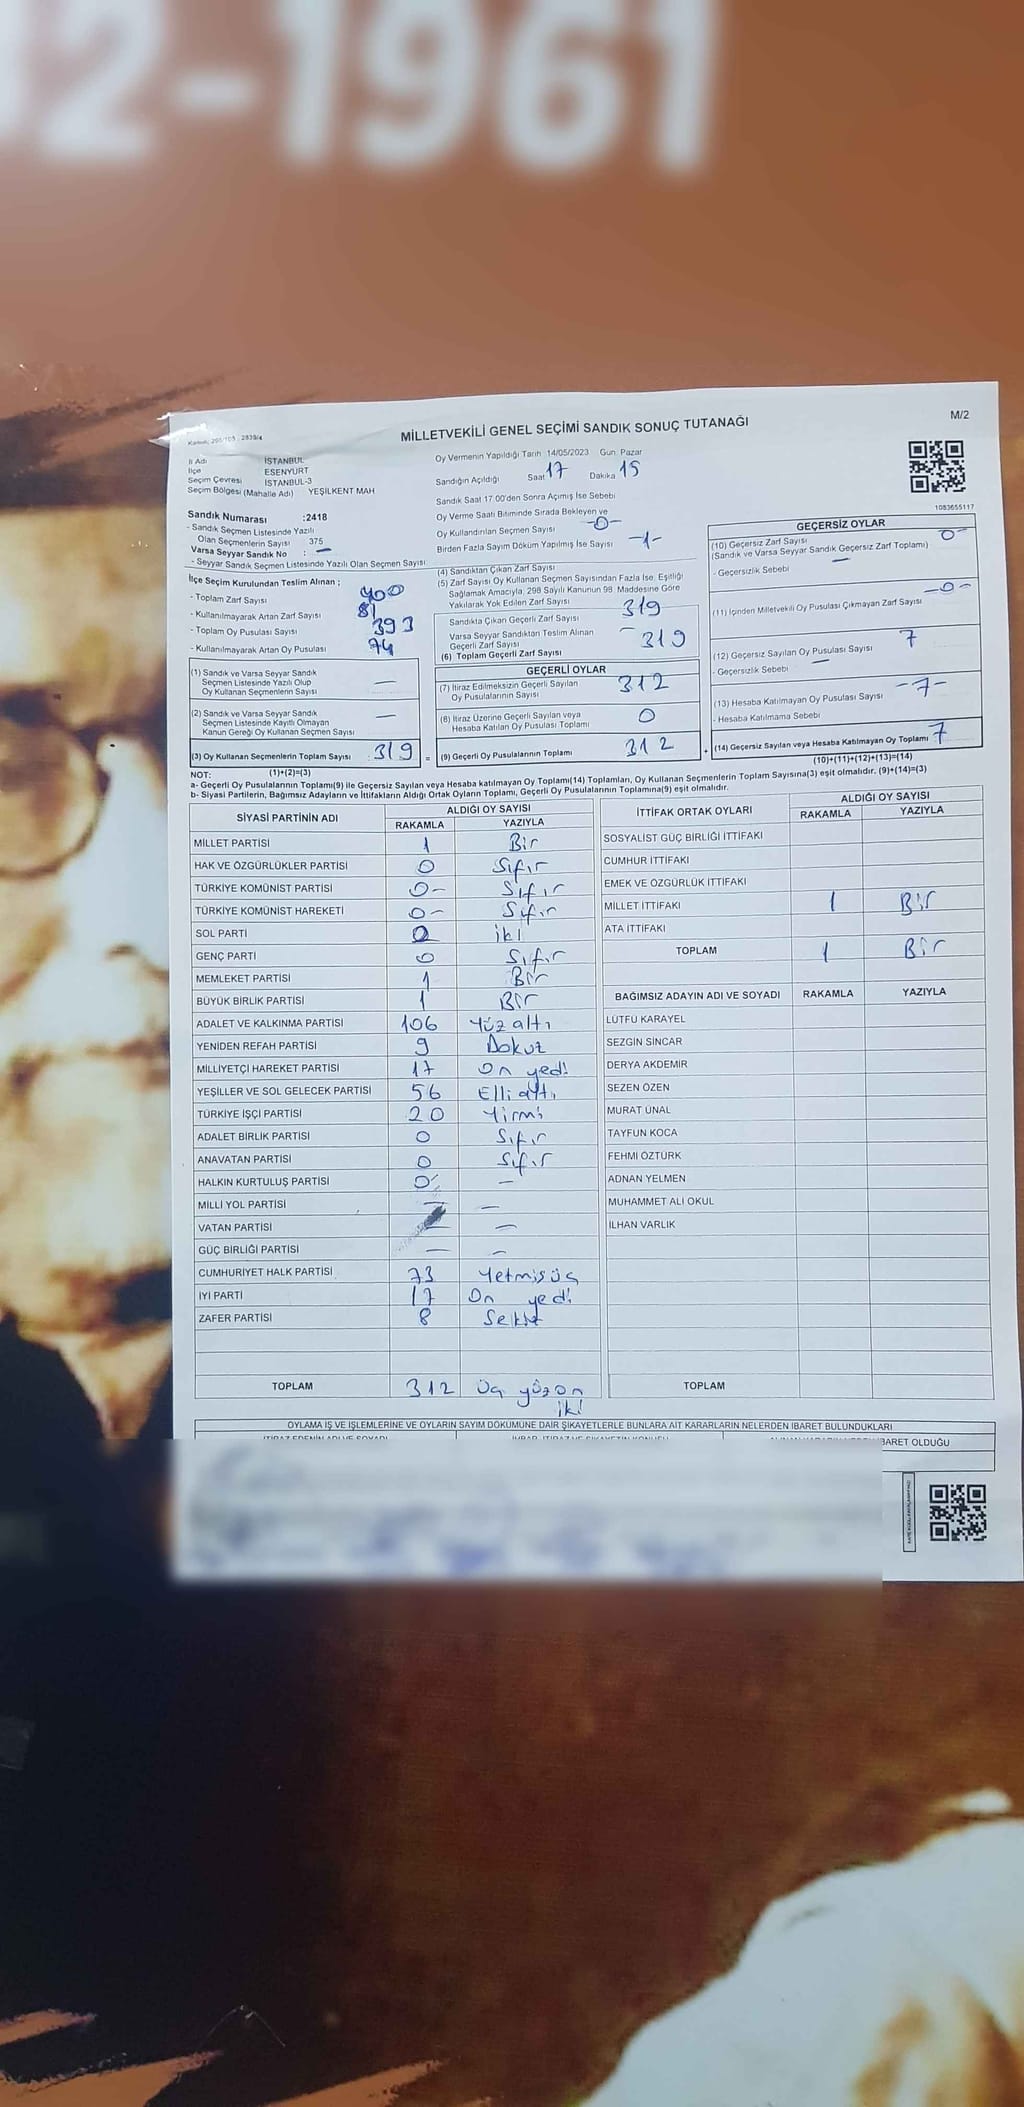 2-1961
MİLLETVEKİLİ GENEL SEÇİMİ SANDIK SONUÇ TUTANAĞI
M/2
İl Adı İSTANBUL
İlçe ESENYURT
Seçim Çevresi İSTANBUL-3
Seçim Bölgesi (Mahalle Adı) YEŞİLKENT MAH
Sandık Numarası :2418
- Sandık Seçmen Listesinde Yazılı
Olan Seçmenlerin Sayısı 375
Varsa Seyyar Sandık No : —
- Seyyar Sandık Seçmen Listesinde Yazılı Olan Seçmen Sayısı
Oy Vermenin Yapıldığı Tarih 14/05/2023 Gün Pazar
Sandığın Açıldığı Saat 17 Dakika 15
Sandık Saat 17.00'den Sonra Açımış İse Sebebi
Oy Verme Saati Bitiminde Sırada Bekleyen ve
Oy Kullandırılan Seçmen Sayısı -0-
Birden Fazla Sayım Döküm Yapılmış İse Sayısı -1-
1083655117
İlçe Seçim Kurulundan Teslim Alınan ;
- Toplam Zarf Sayısı 400
- Kullanılmayarak Artan Zarf Sayısı 81
- Toplam Oy Pusulası Sayısı 393
- Kullanılmayarak Artan Oy Pusulası 74
(1) Sandık ve Varsa Seyyar Sandık
Seçmen Listesinde Yazılı Olup
Oy Kullanan Seçmenlerin Sayısı —
(2) Sandık ve Varsa Seyyar Sandık
Seçmen Listesinde Kayıtlı Olmayan
Kanun Gereği Oy Kullanan Seçmen Sayısı —
(3) Oy Kullanan Seçmenlerin Toplam Sayısı 319 =
(1)+(2)=(3)
(4) Sandıktan Çıkan Zarf Sayısı
(5) Zarf Sayısı Oy Kullanan Seçmen Sayısından Fazla İse, Eşitliği
Sağlamak Amacıyla, 298 Sayılı Kanunun 98. Maddesine Göre
Yakılarak Yok Edilen Zarf Sayısı
Sandıkta Çıkan Geçerli Zarf Sayısı 319
Varsa Seyyar Sandıktan Teslim Alınan
Geçerli Zarf Sayısı —
(6) Toplam Geçerli Zarf Sayısı 319
GEÇERLİ OYLAR
(7) İtiraz Edilmeksizin Geçerli Sayılan
Oy Pusulalarının Sayısı 312
(8) İtiraz Üzerine Geçerli Sayılan veya
Hesaba Katılan Oy Pusulası Toplamı 0
(9) Geçerli Oy Pusulalarının Toplamı 312 +
GEÇERSİZ OYLAR
(10) Geçersiz Zarf Sayısı 0-
(Sandık ve Varsa Seyyar Sandık Geçersiz Zarf Toplamı)
- Geçersizlik Sebebi —
(11) İçinden Milletvekili Oy Pusulası Çıkmayan Zarf Sayısı -0-
(12) Geçersiz Sayılan Oy Pusulası Sayısı 7
- Geçersizlik Sebebi —
(13) Hesaba Katılmayan Oy Pusulası Sayısı -7-
- Hesaba Katılmama Sebebi
(14) Geçersiz Sayılan veya Hesaba Katılmayan Oy Toplamı 7
(10)+(11)+(12)+(13)=(14)
NOT:
a- Geçerli Oy Pusulalarının Toplamı(9) ile Geçersiz Sayılan veya Hesaba katılmayan Oy Toplamı(14) Toplamları, Oy Kullanan Seçmenlerin Toplam Sayısına(3) eşit olmalıdır. (9)+(14)=(3)
b- Siyasi Partilerin, Bağımsız Adayların ve İttifakların Aldığı Ortak Oyların Toplamı, Geçerli Oy Pusulalarının Toplamına(9) eşit olmalıdır.
SİYASİ PARTİNİN ADI ALDIĞI OY SAYISI
RAKAMLA YAZIYLA
MİLLET PARTİSİ 1 Bir
HAK VE ÖZGÜRLÜKLER PARTİSİ 0 Sıfır
TÜRKİYE KOMÜNİST PARTİSİ 0- Sıfır
TÜRKİYE KOMÜNİST HAREKETİ 0- Sıfır
SOL PARTİ 2 iki
GENÇ PARTİ 0 Sıfır
MEMLEKET PARTİSİ 1 Bir
BÜYÜK BİRLİK PARTİSİ 1 Bir
ADALET VE KALKINMA PARTİSİ 106 Yüz altı
YENİDEN REFAH PARTİSİ 9 Dokuz
MİLLİYETÇİ HAREKET PARTİSİ 17 On yedi
YEŞİLLER VE SOL GELECEK PARTİSİ 56 Elli altı
TÜRKİYE İŞÇİ PARTİSİ 20 Yirmi
ADALET BİRLİK PARTİSİ 0 Sıfır
ANAVATAN PARTİSİ 0 Sıfır
HALKIN KURTULUŞ PARTİSİ 0- —
MİLLİ YOL PARTİSİ — —
VATAN PARTİSİ — —
GÜÇ BİRLİĞİ PARTİSİ — —
CUMHURİYET HALK PARTİSİ 73 Yetmişüç
İYİ PARTİ 17 On yedi
ZAFER PARTİSİ 8 Sekiz
TOPLAM 312 Üç yüz on
iki
İTTİFAK ORTAK OYLARI ALDIĞI OY SAYISI
RAKAMLA YAZIYLA
SOSYALİST GÜÇ BİRLİĞİ İTTİFAKI
CUMHUR İTTİFAKI
EMEK VE ÖZGÜRLÜK İTTİFAKI
MİLLET İTTİFAKI 1 Bir
ATA İTTİFAKI
TOPLAM 1 Bir
BAĞIMSIZ ADAYIN ADI VE SOYADI RAKAMLA YAZIYLA
LÜTFÜ KARAYEL
SEZGİN SİNCAR
DERYA AKDEMİR
SEZEN ÖZEN
MURAT ÜNAL
TAYFUN KOCA
FEHMİ ÖZTÜRK
ADNAN YELMEN
MUHAMMET ALİ OKUL
İLHAN VARLIK
TOPLAM
OYLAMA İŞ VE İŞLEMLERİNE VE OYLARIN SAYIM DÖKÜMÜNE DAİR ŞİKAYETLERLE BUNLARA AİT KARARLARIN NELERDEN İBARET BULUNDUKLARI
İBARET OLDUĞU